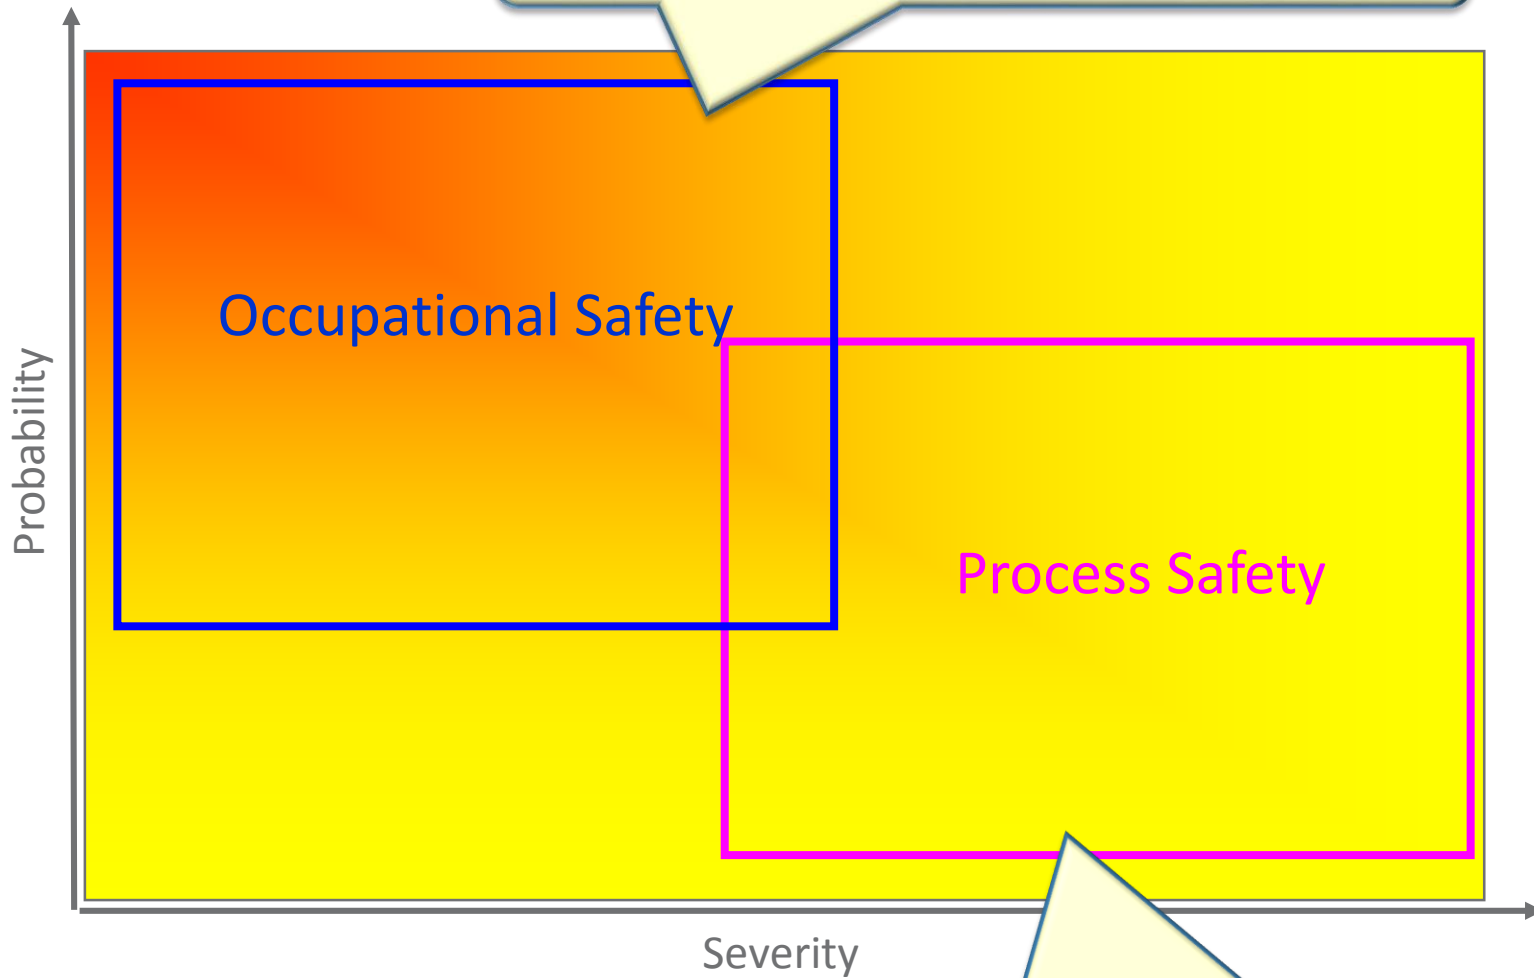 Occupational Safety
Probability
Process Safety
Severity